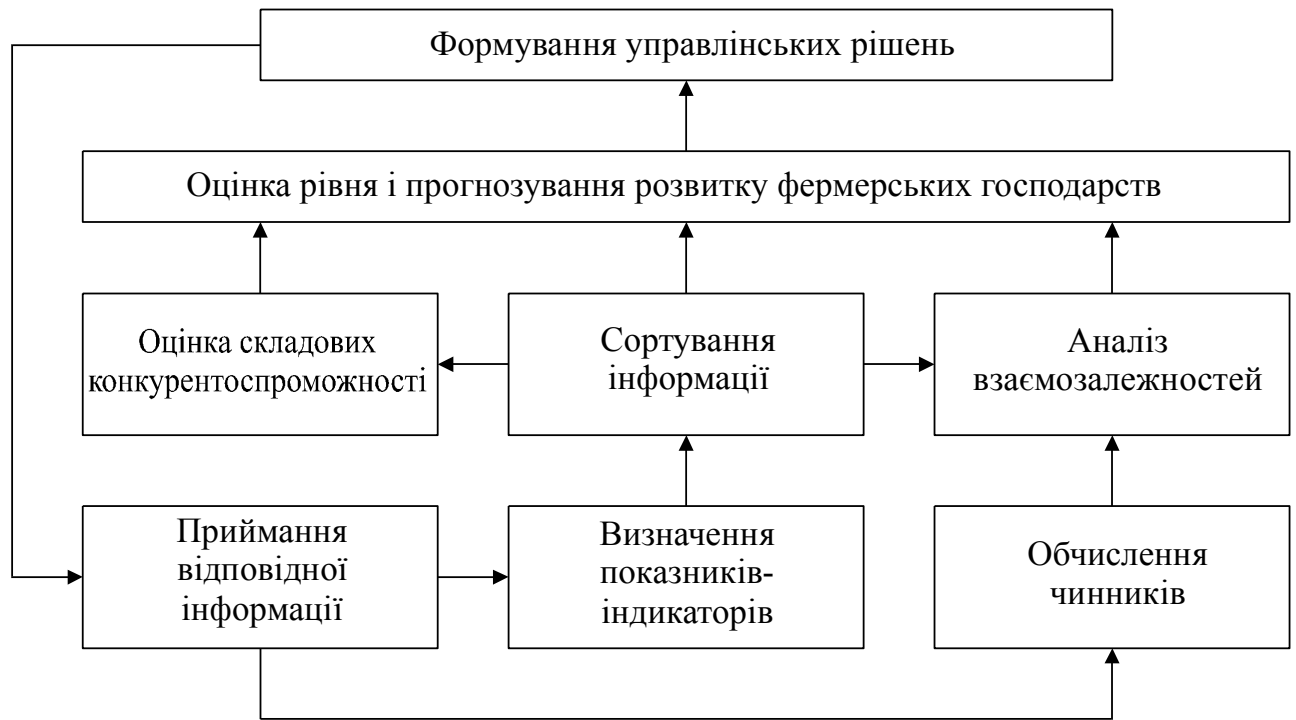 Формування управлінських рішень
Оцінка рівня і прогнозування розвитку фермерських господарств
Оцінка складових
конкурентоспроможності
Сортування
інформації
Аналіз
взаємозалежностей
Приймання
відповідної
інформації
Визначення
показників-
індикаторів
Обчислення
чинників